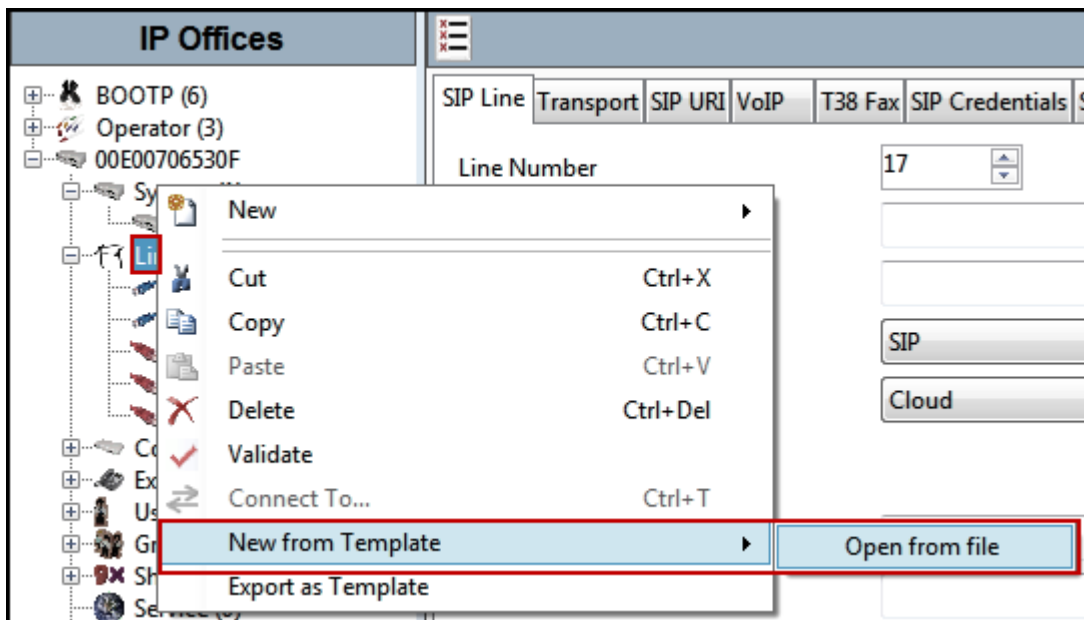 IP Offices
BOOTP (6)
Operator (3)
00E00706530F
SIP Line Transport SIP URI VoIP T38 Fax SIP Credentials
Line Number 17
SIP
Cloud
New
Cut Ctrl+X
Copy Ctrl+C
Paste Ctrl+V
Delete Ctrl+Del
Validate
Connect To... Ctrl+T
New from Template Open from file
Export as Template